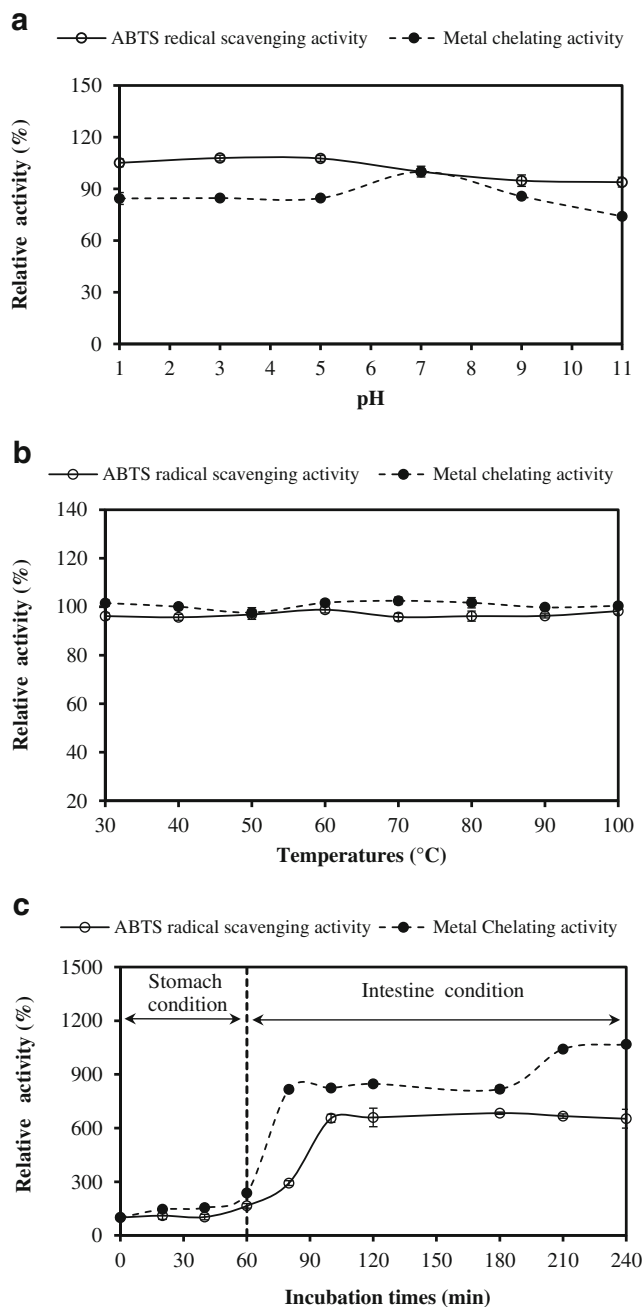 a
ABTS redical scavenging activity Metal chelating activity
150
120
90
60
30
0
Relative activity (%)
1 2 3 4 5 6 7 8 9 10 11
pH
b
ABTS radical scavenging activity Metal chelating activity
140
120
100
80
60
40
20
Relative activity (%)
30 40 50 60 70 80 90 100
Temperatures (°C)
c
ABTS radical scavenging activity Metal Chelating activity
1500
1200
900
600
300
0
Relative activity (%)
Stomach
condition
Intestine condition
0 30 60 90 120 150 180 210 240
Incubation times (min)